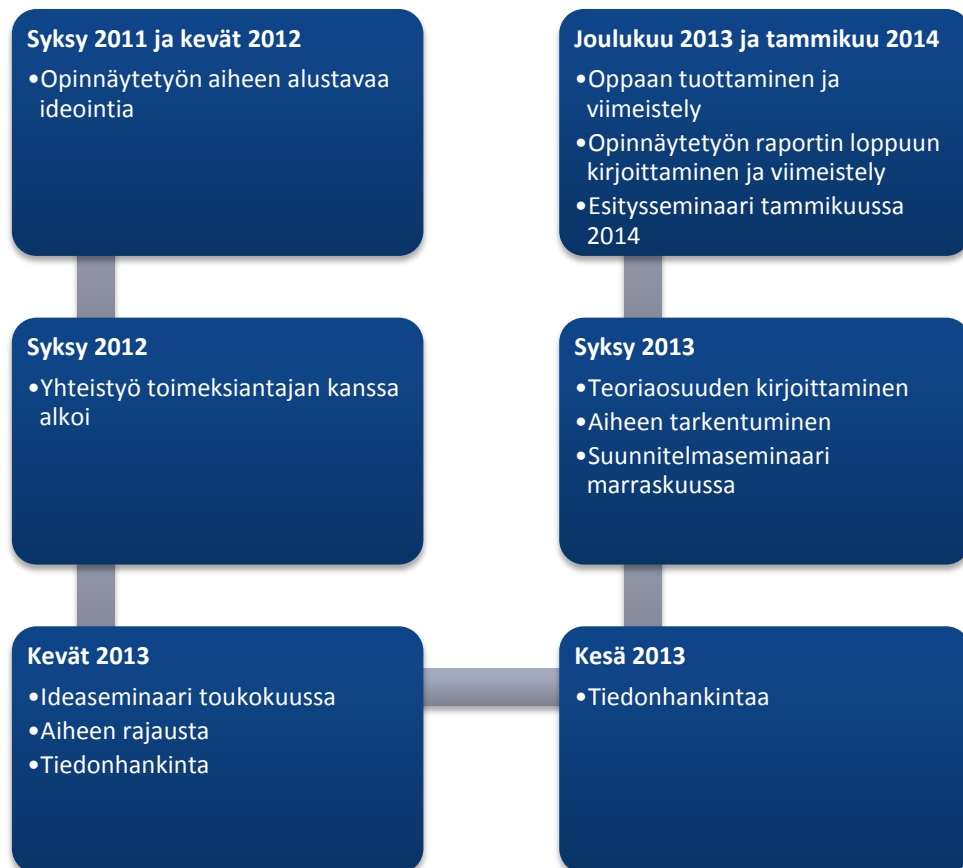 Syksy 2011 ja kevät 2012
•Opinnäytetyön aiheen alustavaa
ideointia
Syksy 2012
•Yhteistyö toimeksiantajan kanssa
alkoi
Kevät 2013
•Ideaseminaari toukokuussa
•Aiheen rajausta
•Tiedonhankinta
Kesä 2013
•Tiedonhankintaa
Syksy 2013
•Teoriaosuuden kirjoittaminen
•Aiheen tarkentuminen
•Suunnitelmaseminaari
marraskuussa
Joulukuu 2013 ja tammikuu 2014
•Oppaan tuottaminen ja
viimeistely
•Opinnäytetyön raportin loppuun
kirjoittaminen ja viimeistely
•Esitysseminaari tammikuussa
2014